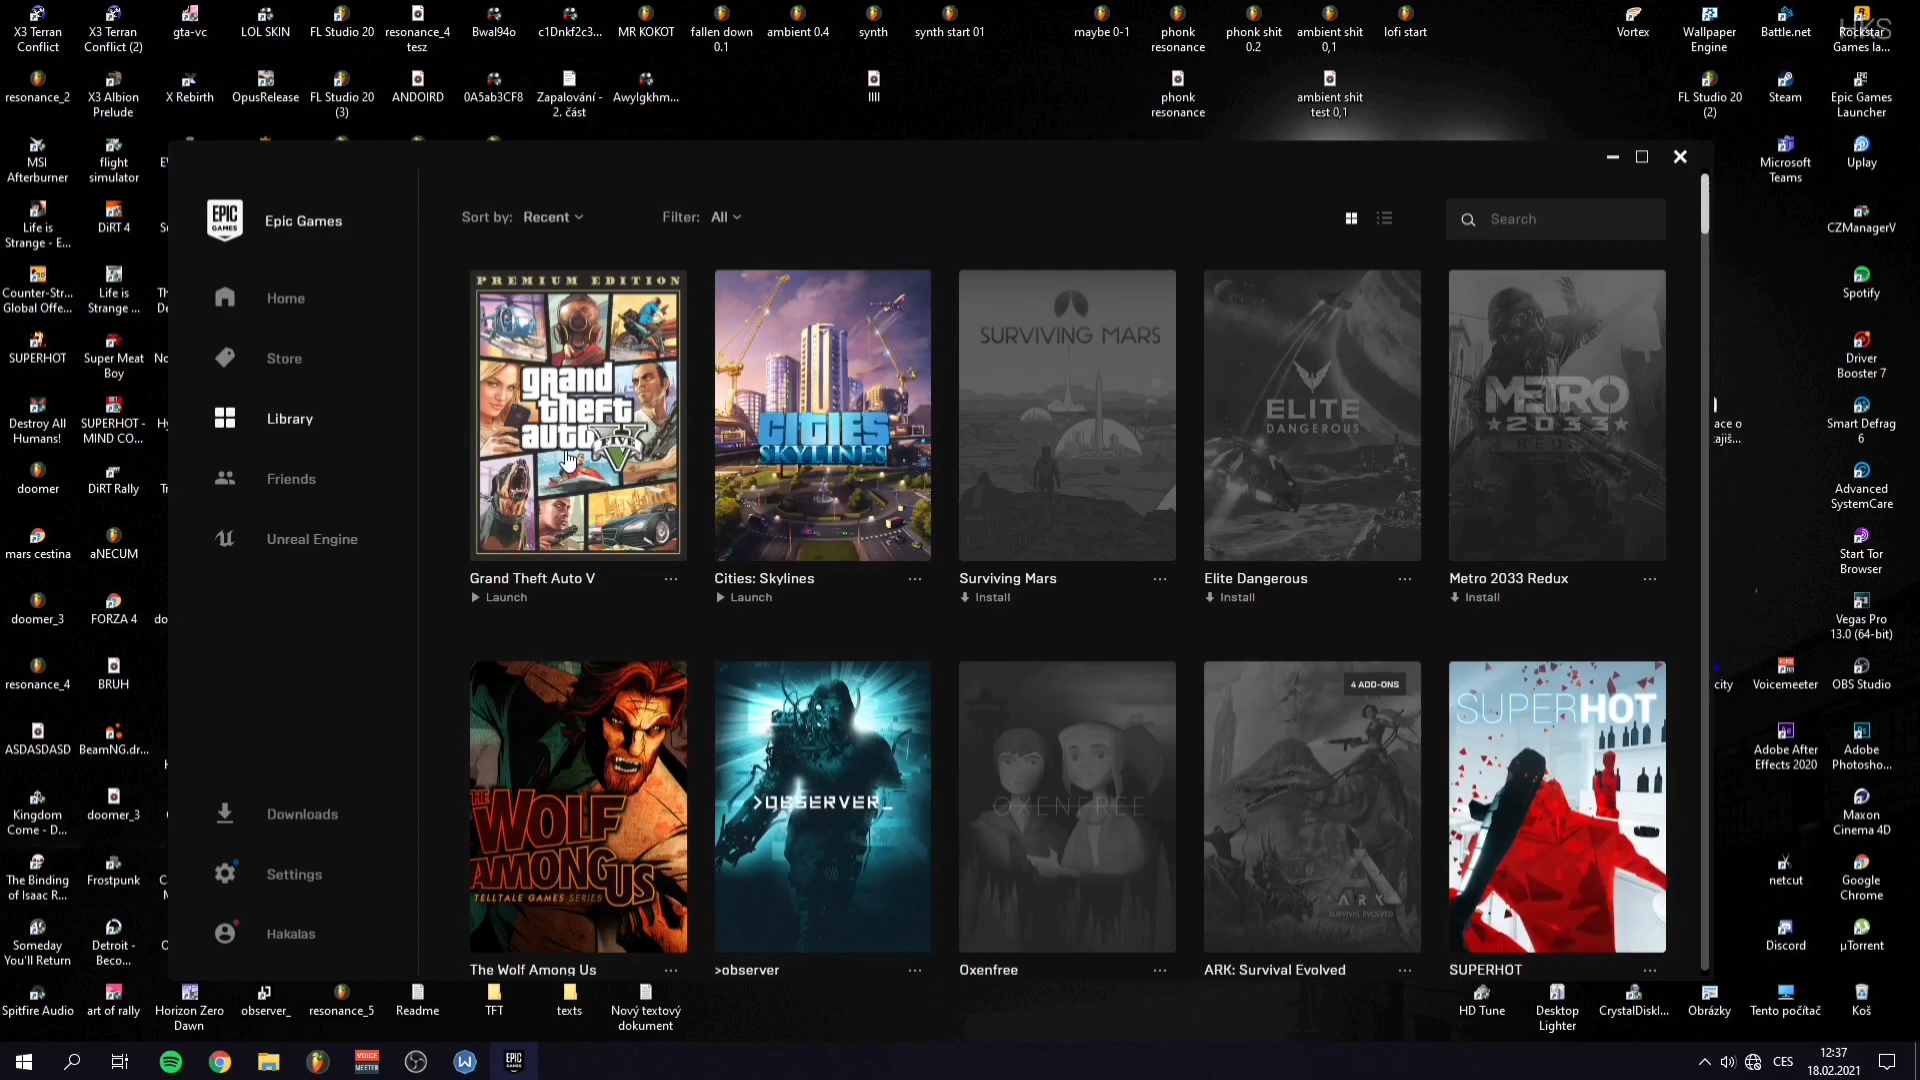 X3 Terran
Conflict
X3 Terran
Conflict (2)
gta-vc
LOL SKIN
FL Studio 20
resonance_4
tesz
Bwal94o
c1Dnkf2c3...
MR KOKOT
fallen down
0.1
ambient 0.4
synth
synth start 01
maybe 0-1
phonk
resonance
phonk shit
0.2
ambient shit
0,1
lofi start
Vortex
Wallpaper
Engine
Battle.net
Rockstar
Games la...
HKS
resonance_2
X3 Albion
Prelude
X Rebirth
OpusRelease
FL Studio 20
(3)
ANDOIRD
0A5ab3CF8
Zapalování -
2. část
Awylgkhm...
phonk
resonance
ambient shit
test 0,1
FL Studio 20
(2)
Steam
Epic Games
Launcher
MSI
Afterburner
flight
simulator
Microsoft
Teams
Uplay
Life is
Strange - E...
DiRT 4
CZManagerV
Counter-Str...
Global Offe...
Life is
Strange ...
Spotify
SUPERHOT
Super Meat
Boy
Driver
Booster 7
Destroy All
Humans!
SUPERHOT -
MIND CO...
Smart Defrag
6
doomer
DiRT Rally
Advanced
SystemCare
mars cestina
aNECUM
Start Tor
Browser
doomer_3
FORZA 4
Vegas Pro
13.0 (64-bit)
resonance_4
BRUH
Voicemeeter
OBS Studio
ASDASDASD
BeamNG.dr...
Adobe After
Effects 2020
Adobe
Photosho...
Kingdom
Come - D...
doomer_3
Maxon
Cinema 4D
The Binding
of Isaac R...
Frostpunk
netcut
Google
Chrome
Someday
You'll Return
Detroit -
Beco...
Discord
µTorrent
EPIC
GAMES
Epic Games
Home
Store
Library
Friends
Unreal Engine
Downloads
Settings
Hakalas
Sort by: Recent
Filter: All
Search
PREMIUM EDITION
grand
theft
auto
FIVE
V
CITIES
SKYLINES
SURVIVING MARS
ELITE
DANGEROUS
METRO
2033
Grand Theft Auto V
Launch
Cities: Skylines
Launch
Surviving Mars
Install
Elite Dangerous
Install
Metro 2033 Redux
Install
THE
WOLF
AMONG
US
TELLTALE GAMES SERIES
>OBSERVER_
OXENFREE
4 ADD-ONS
ARK
SURVIVAL EVOLVED
SUPERHOT
The Wolf Among Us
>observer
Oxenfree
ARK: Survival Evolved
SUPERHOT
Spitfire Audio
art of rally
Horizon Zero
Dawn
observer_
resonance_5
Readme
TFT
texts
Nový textový
dokument
HD Tune
Desktop
Lighter
CrystalDiskI...
Obrázky
Tento počítač
Koš
VOICE
MEETER
EPIC
GAMES
CES
12:37
18.02.2021